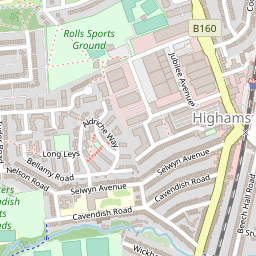 B160
Rolls Sports
Ground
Jubilee Avenue
Highams
Aldriche Way
Long Leys
Bellamy Road
Nelson Road
Selwyn Avenue
Selwyn Avenue
Cavendish Road
Cavendish Road
Beech Hall Road